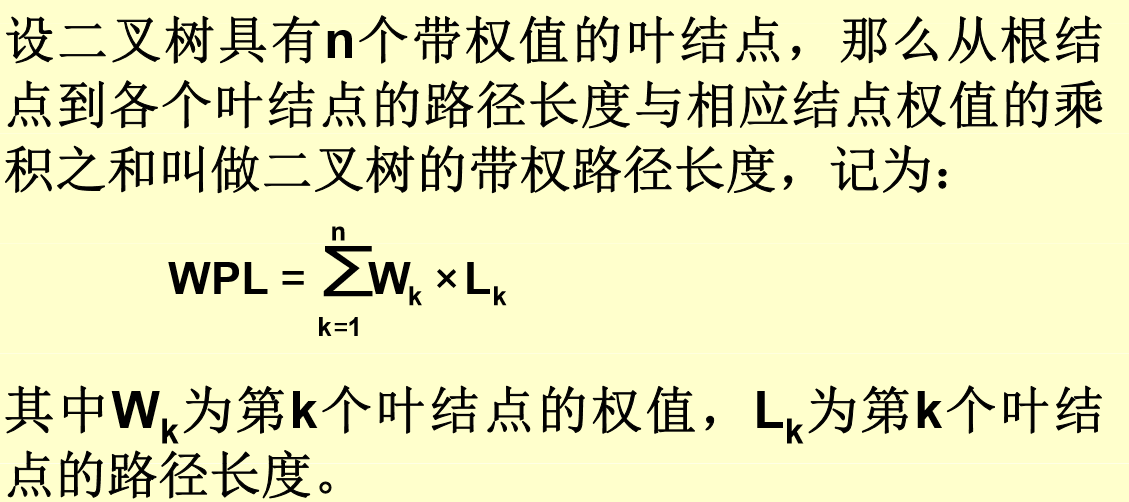 设二叉树具有n个带权值的叶结点，那么从根结
点到各个叶结点的路径长度与相应结点权值的乘
积之和叫做二叉树的带权路径长度，记为：
n
WPL = ∑Wk × Lk
k=1
其中Wk为第k个叶结点的权值，Lk为第k个叶结
点的路径长度。